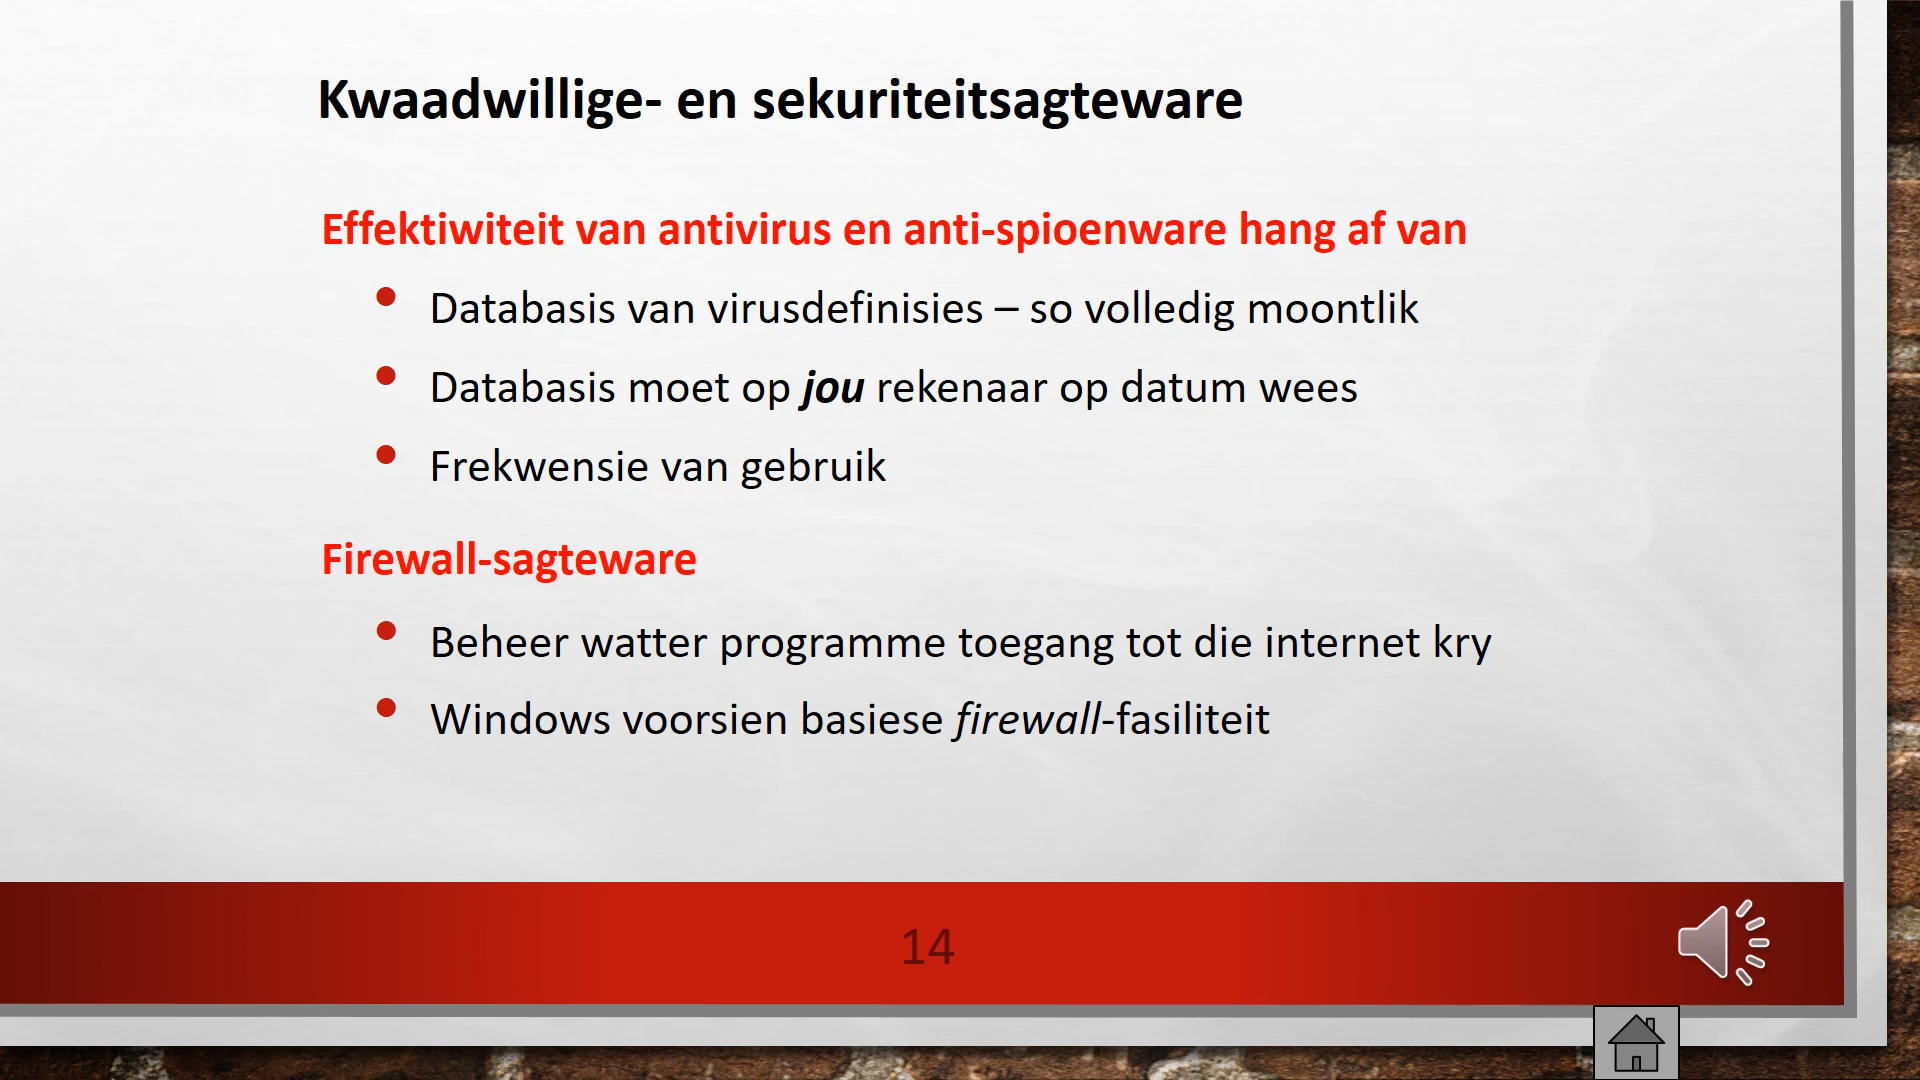 Kwaadwillige- en sekuriteitsagteware
Effektiwiteit van antivirus en anti-spioenware hang af van
• Databasis van virusdefinisies – so volledig moontlik
• Databasis moet op jou rekenaar op datum wees
• Frekwensie van gebruik
Firewall-sagteware
• Beheer watter programme toegang tot die internet kry
• Windows voorsien basiese firewall-fasiliteit
14